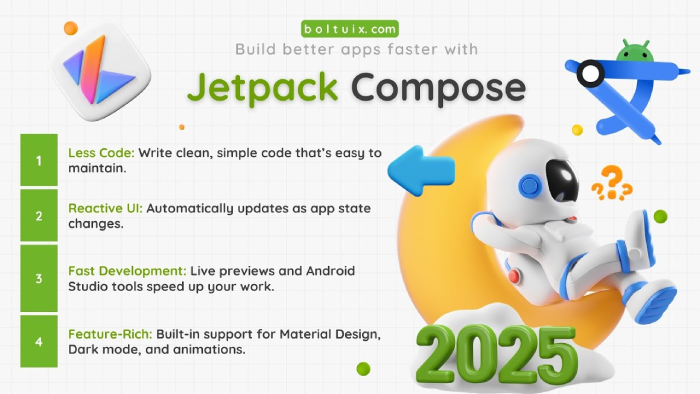 boltuix.com
Build better apps faster with
Jetpack Compose
1
Less Code: Write clean, simple code that's easy to
maintain.
2
Reactive UI: Automatically updates as app state
changes.
3
Fast Development: Live previews and Android
Studio tools speed up your work.
4
Feature-Rich: Built-in support for Material Design,
Dark mode, and animations.
???
2025